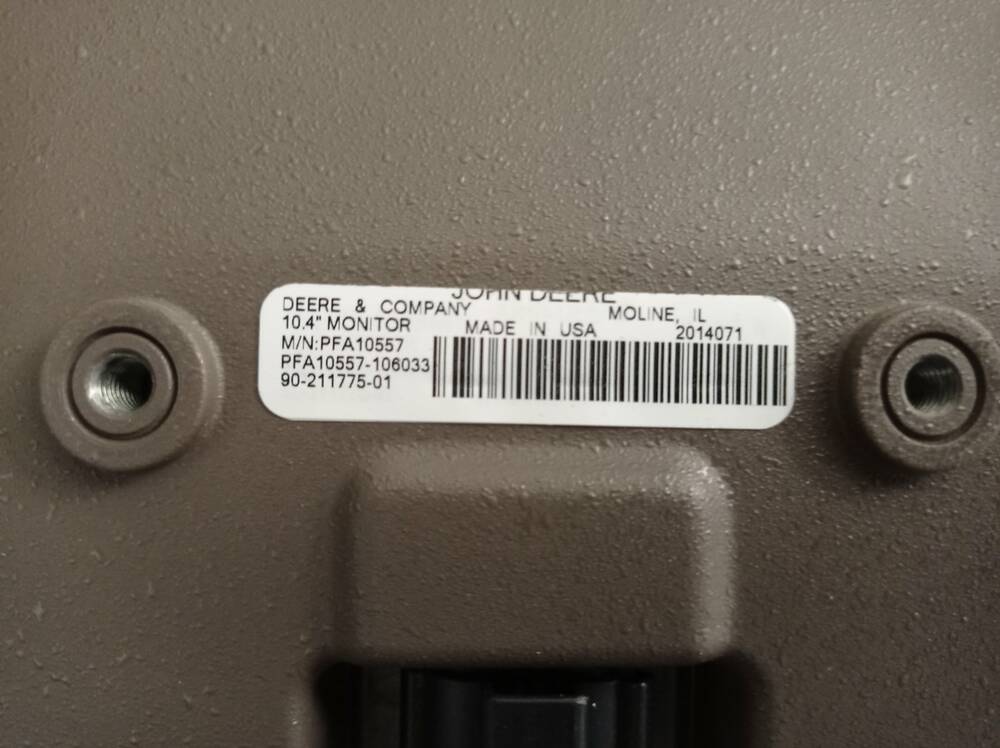 JOHN DEERE
DEERE & COMPANY MOLINE, IL
10.4" MONITOR MADE IN USA 2014071
M/N:PFA10557
PFA10557-106033
90-211775-01